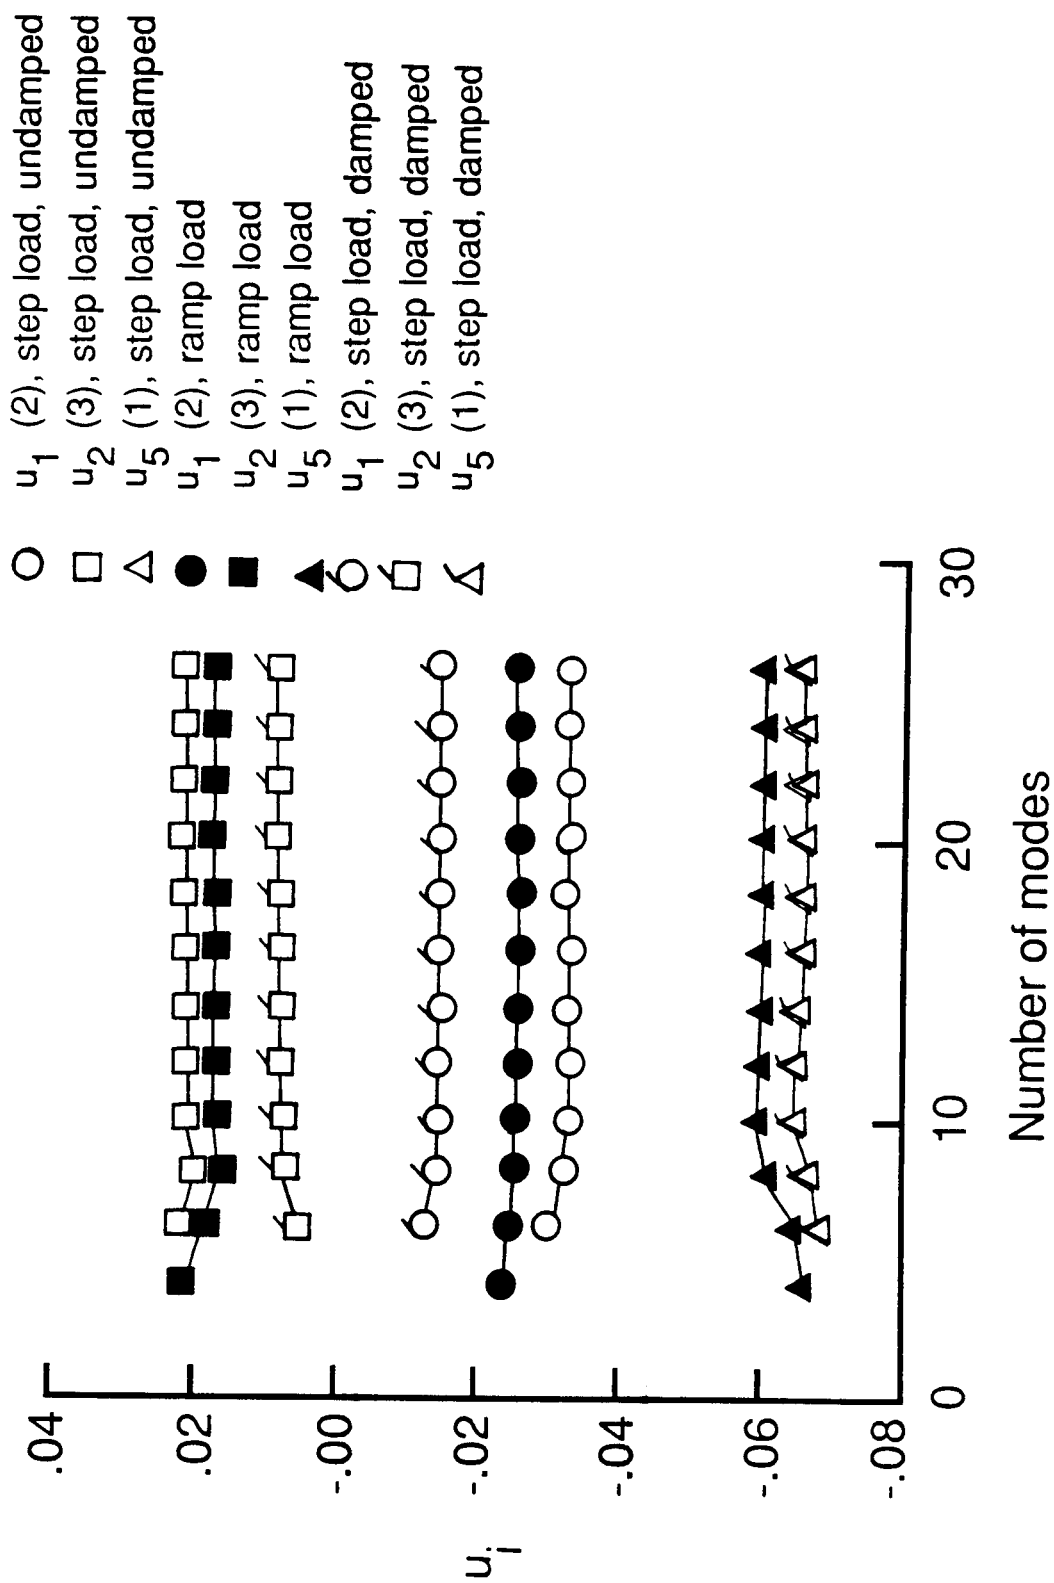 u1 (2), step load, undamped
u2 (3), step load, undamped
u5 (1), step load, undamped
u1 (2), ramp load
u2 (3), ramp load
u5 (1), ramp load
u1 (2), step load, damped
u2 (3), step load, damped
u5 (1), step load, damped
.04
.02
-.00
-.02
-.04
-.06
-.08
ui
0
10
20
30
Number of modes